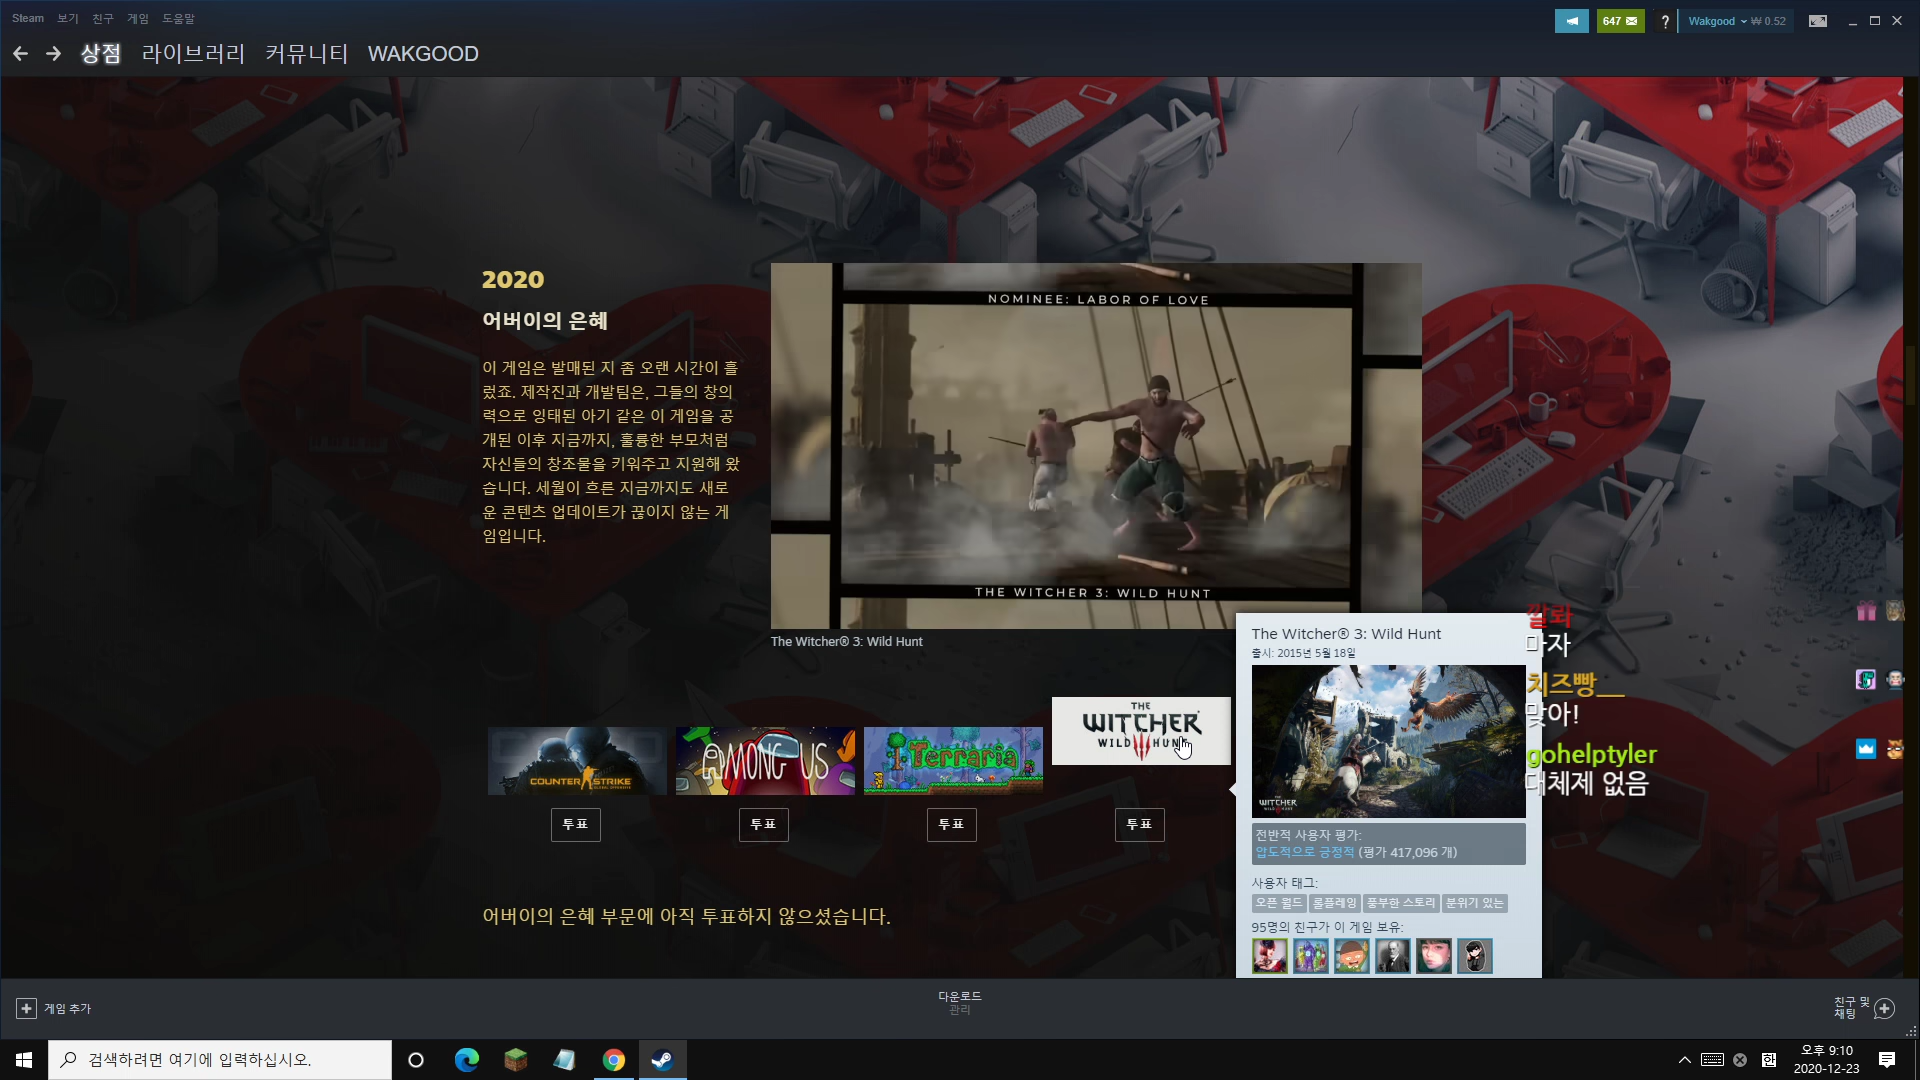 Steam 보기 친구 게임 도움말
647
?
Wakgood ₩ 0.52
상점 라이브러리 커뮤니티 WAKGOOD
2020
어버이의 은혜
이 게임은 발매된 지 좀 오랜 시간이 흘
렀죠. 제작진과 개발팀은, 그들의 창의
력으로 잉태된 아기 같은 이 게임을 공
개된 이후 지금까지, 훌륭한 부모처럼
자신들의 창조물을 키워주고 지원해 왔
습니다. 세월이 흐른 지금까지도 새로
운 콘텐츠 업데이트가 끊이지 않는 게
임입니다.
NOMINEE: LABOR OF LOVE
THE WITCHER 3: WILD HUNT
The Witcher® 3: Wild Hunt
COUNTER STRIKE
GLOBAL OFFENSIVE
AMONG US
Terraria
THE
WITCHER
WILD HUNT
투표
투표
투표
투표
어버이의 은혜 부문에 아직 투표하지 않으셨습니다.
The Witcher® 3: Wild Hunt
출시: 2015년 5월 18일
THE
WITCHER
WILD HUNT
전반적 사용자 평가:
압도적으로 긍정적 (평가 417,096 개)
사용자 태그:
오픈 월드 롤플레잉 풍부한 스토리 분위기 있는
95명의 친구가 이 게임 보유:
깔뢰
마자
치즈빵__
맞아!
gohelptyler
대체제 없음
게임 추가
다운로드
관리
친구 및
채팅
검색하려면 여기에 입력하십시오.
한
오후 9:10
2020-12-23